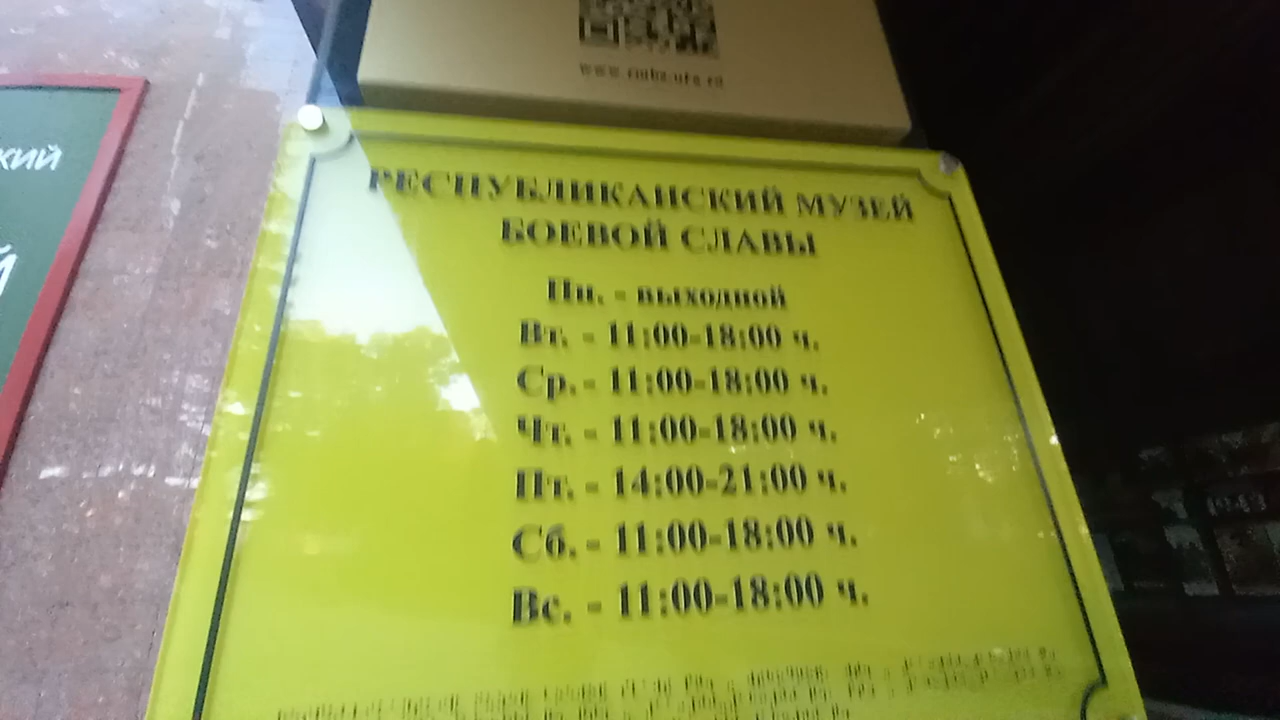 кий
Й
РЕСПУБЛИКАНСКИЙ МУЗЕЙ
БОЕВОЙ СЛАВЫ
Пн. - выходной
Вт. - 11:00-18:00 ч.
Ср. - 11:00-18:00 ч.
Чт. - 11:00-18:00 ч.
Пт. - 14:00-21:00 ч.
Сб. - 11:00-18:00 ч.
Вс. - 11:00-18:00 ч.